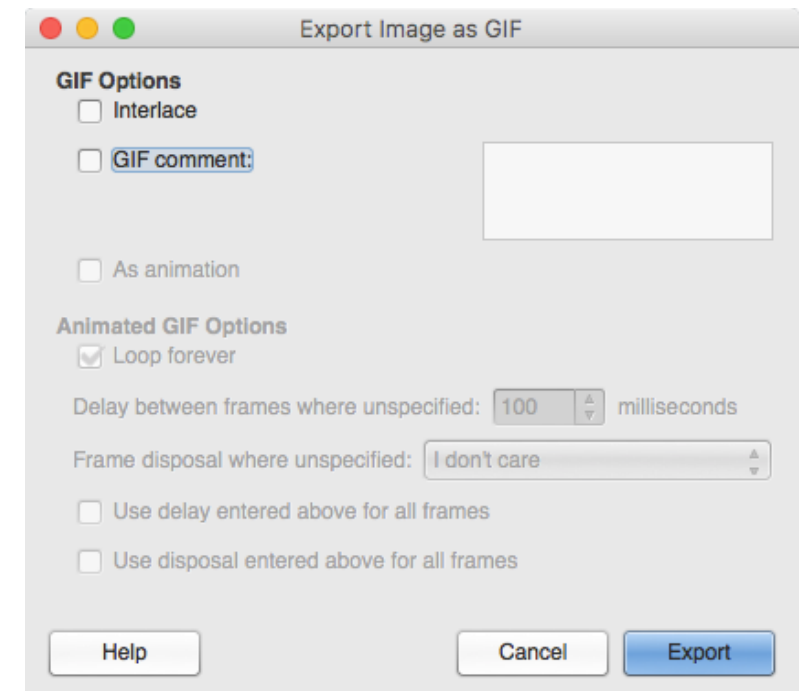 Export Image as GIF
GIF Options
Interlace
GIF comment:
As animation
Animated GIF Options
Loop forever
Delay between frames where unspecified: 100 milliseconds
Frame disposal where unspecified: I don't care
Use delay entered above for all frames
Use disposal entered above for all frames
Help Cancel Export